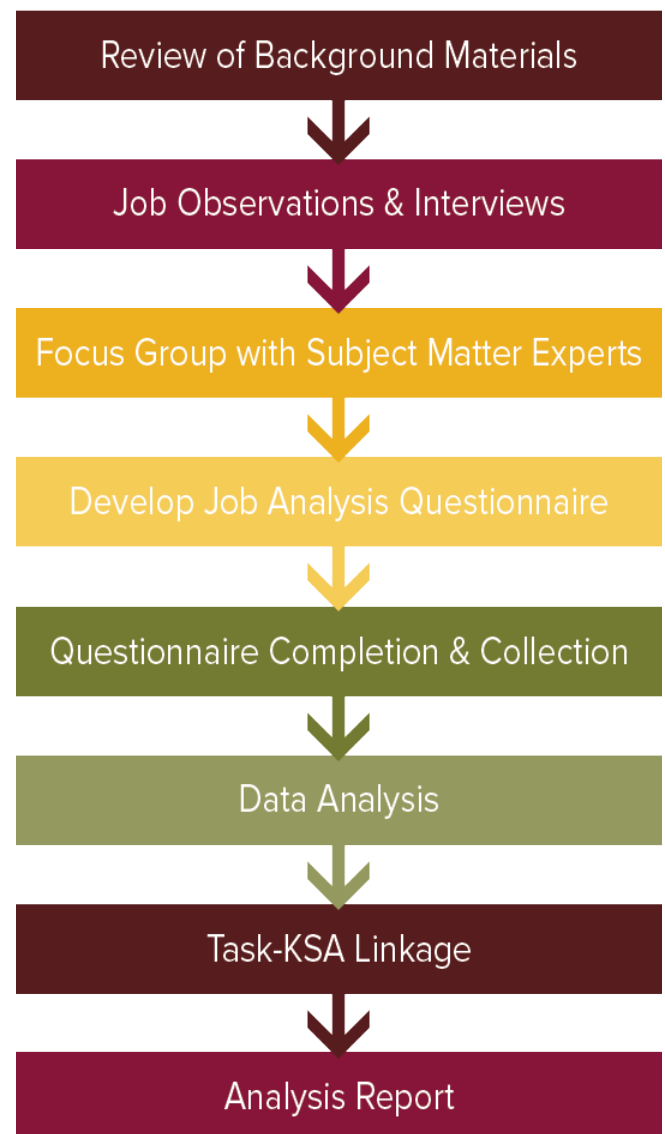 Review of Background Materials
Job Observations & Interviews
Focus Group with Subject Matter Experts
Develop Job Analysis Questionnaire
Questionnaire Completion & Collection
Data Analysis
Task-KSA Linkage
Analysis Report